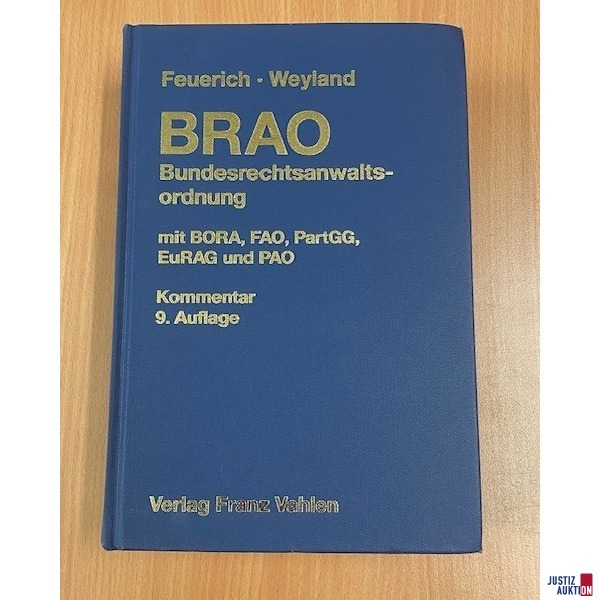 Feuerich · Weyland
BRAO
Bundesrechtsanwalts-
ordnung
mit BORA, FAO, PartGG,
EuRAG und PAO
Kommentar
9. Auflage
Verlag Franz Vahlen
JUSTIZ
AUKTION